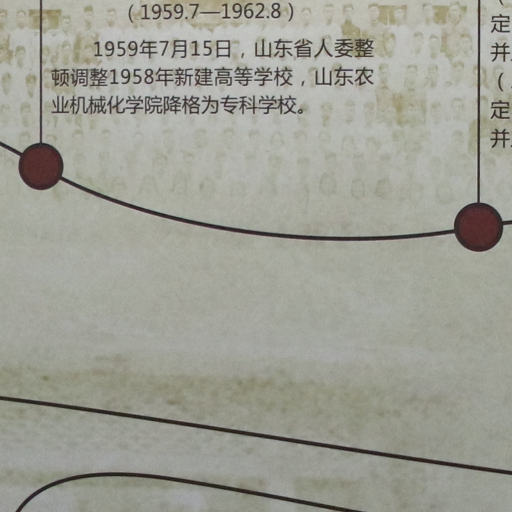 （1959.7—1962.8）
1959年7月15日，山东省人委整
顿调整1958年新建高等学校，山东农
业机械化学院降格为专科学校。
（
定
并
（
定
并